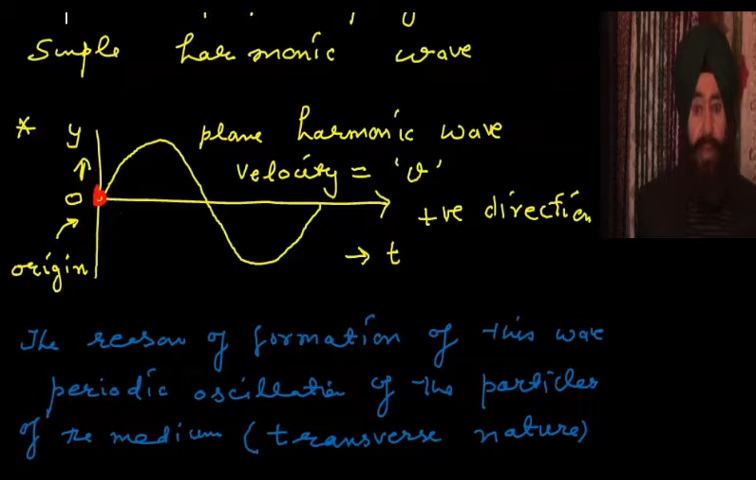 Simple harmonic wave
* y plane harmonic wave
velocity = 'v'
0
+ve direction
origin
→ t
The reason of formation of this wave
periodic oscillation of the particles
of the medium (transverse nature)